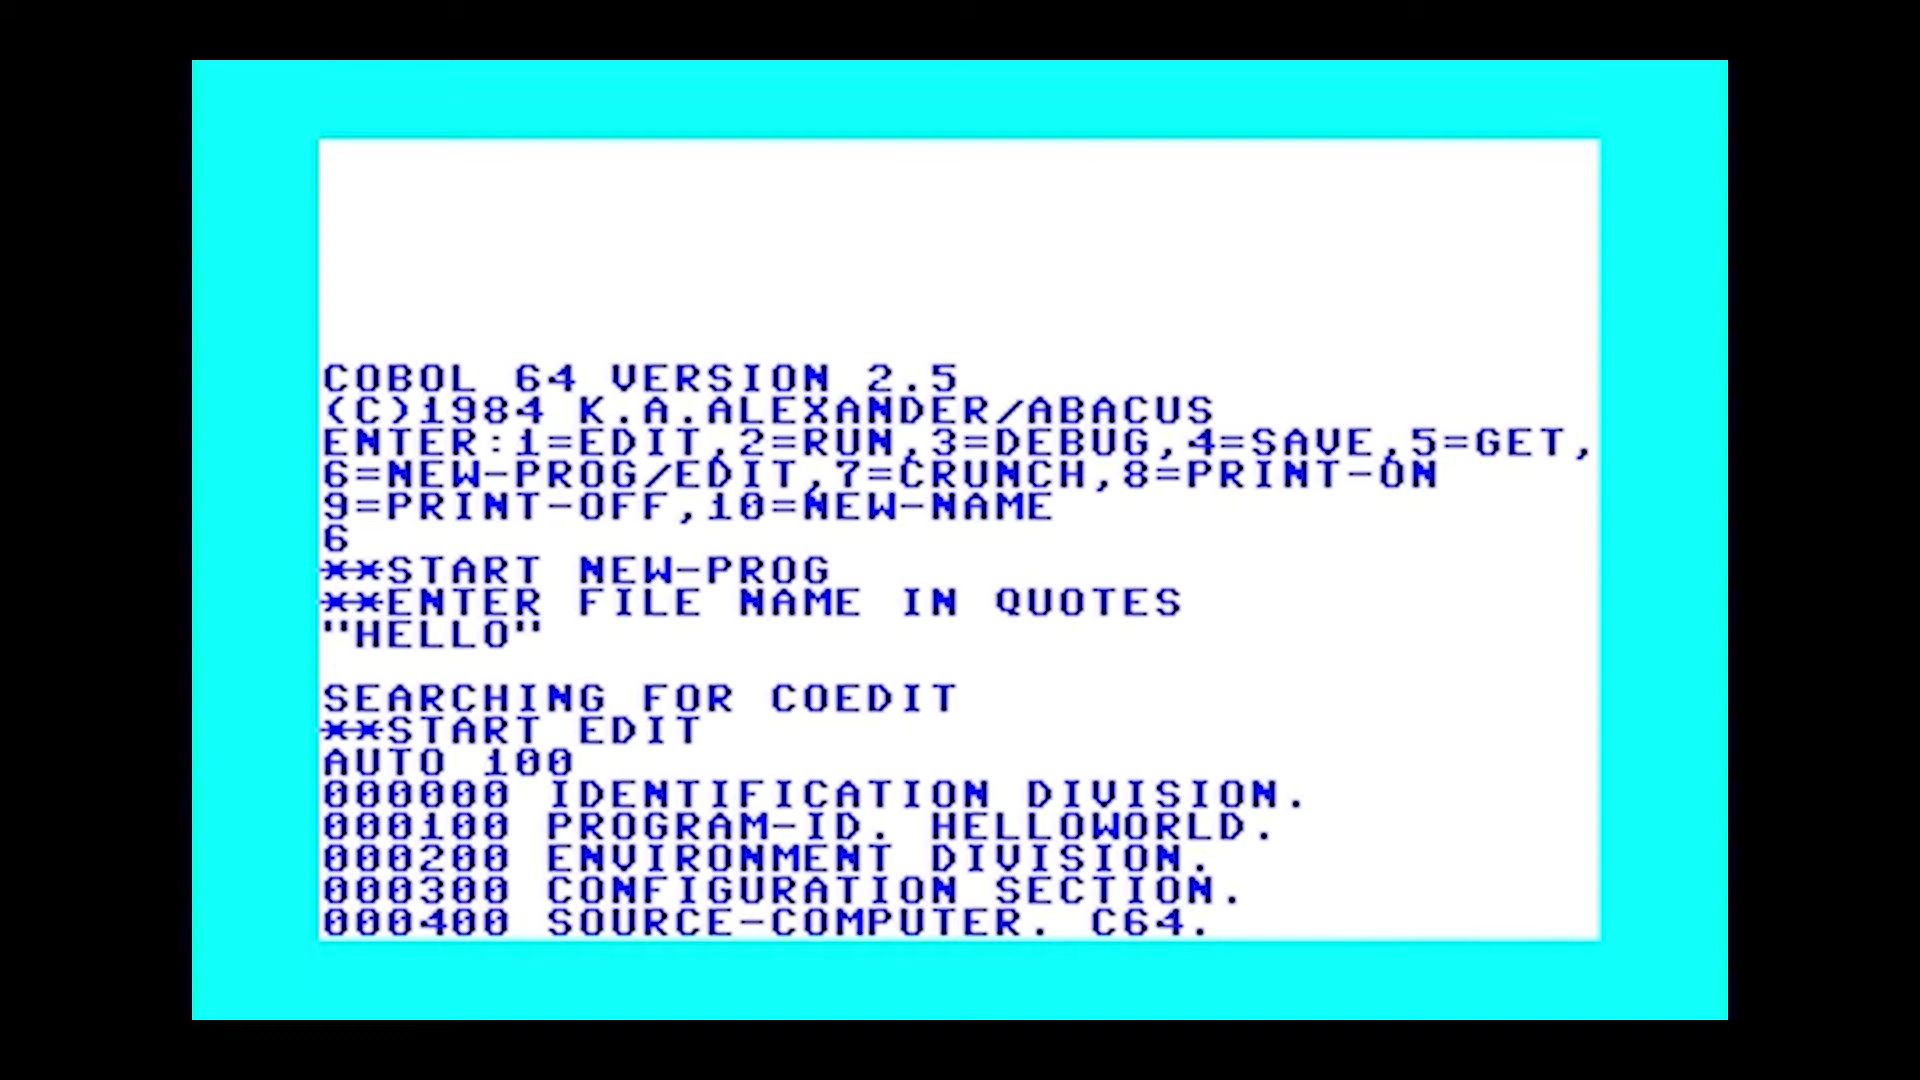 COBOL 64 VERSION 2.5
(C)1984 K.A.ALEXANDER/ABACUS
ENTER:1=EDIT,2=RUN,3=DEBUG,4=SAVE,5=GET,
6=NEW-PROG/EDIT,7=CRUNCH,8=PRINT-ON
9=PRINT-OFF,10=NEW-NAME
6
**START NEW-PROG
**ENTER FILE NAME IN QUOTES
"HELLO"
SEARCHING FOR COEDIT
**START EDIT
AUTO 100
000000 IDENTIFICATION DIVISION.
000100 PROGRAM-ID. HELLOWORLD.
000200 ENVIRONMENT DIVISION.
000300 CONFIGURATION SECTION.
000400 SOURCE-COMPUTER. C64.